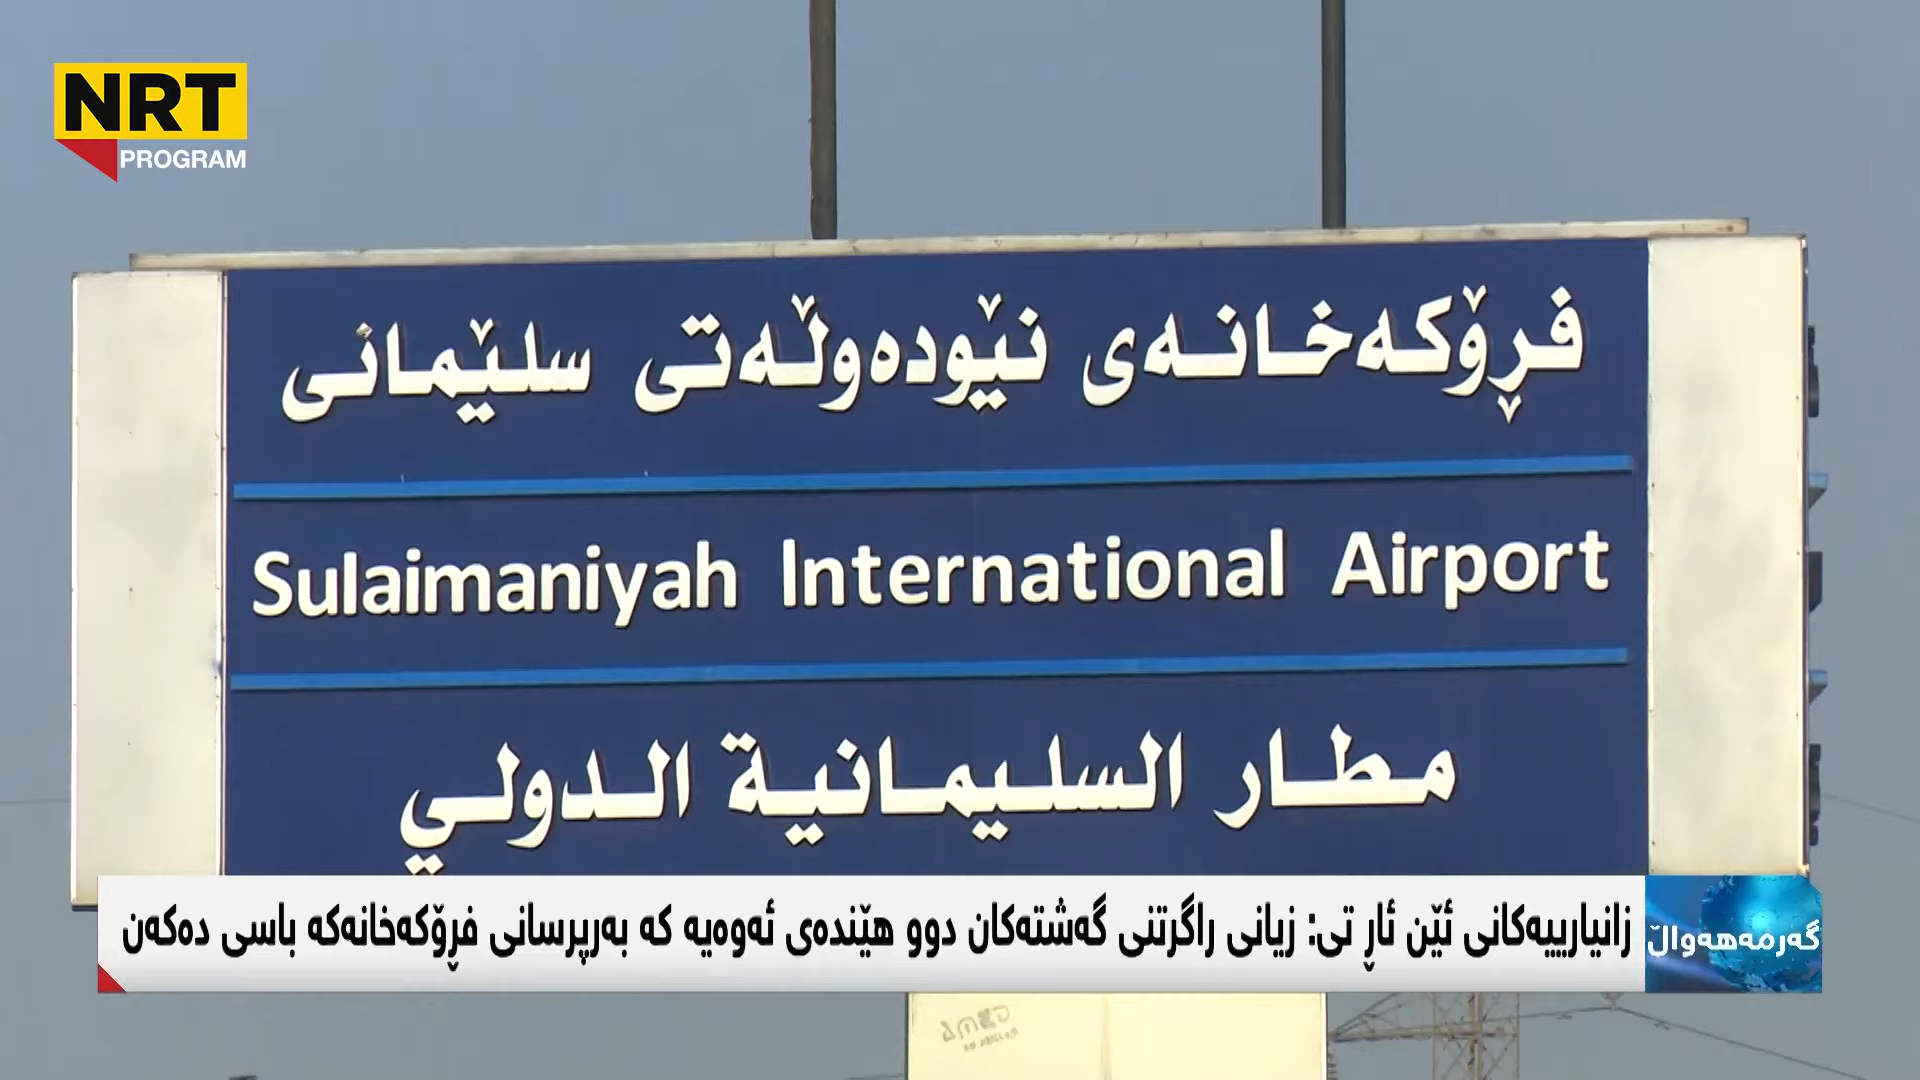 NRT
PROGRAM
فڕۆکەخانەی نێودەوڵەتی سلێمانی
Sulaimaniyah International Airport
مطار السليمانية الدولي
گەرمەهەواڵ
زانیارییەکانی ئێن ئاڕ تی: زیانی راگرتنی گەشتەکان دوو هێندەی ئەوەیە کە بەرپرسانی فڕۆکەخانەکە باسی دەکەن